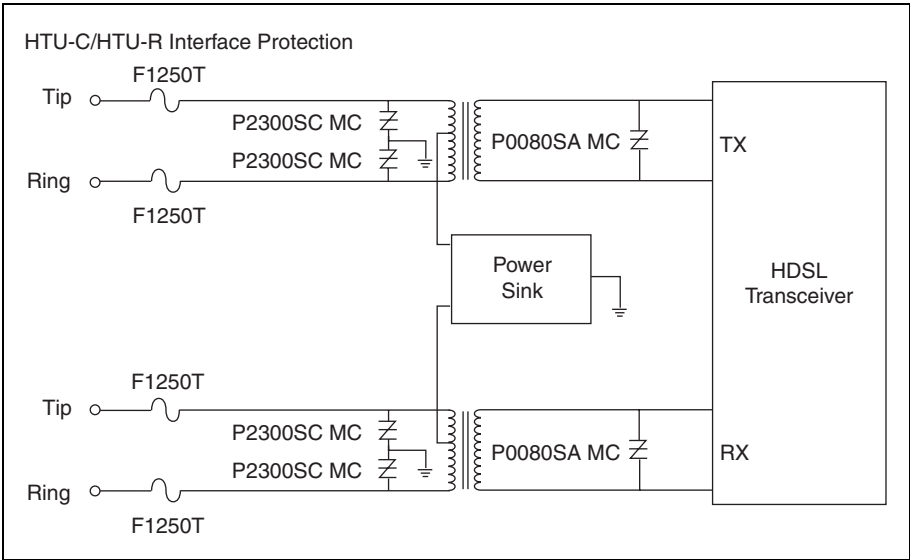 HTU-C/HTU-R Interface Protection
F1250T
Tip
P2300SC MC
P2300SC MC
Ring
F1250T
P0080SA MC
TX
Power
Sink
HDSL
Transceiver
F1250T
Tip
P2300SC MC
P2300SC MC
Ring
F1250T
P0080SA MC
RX